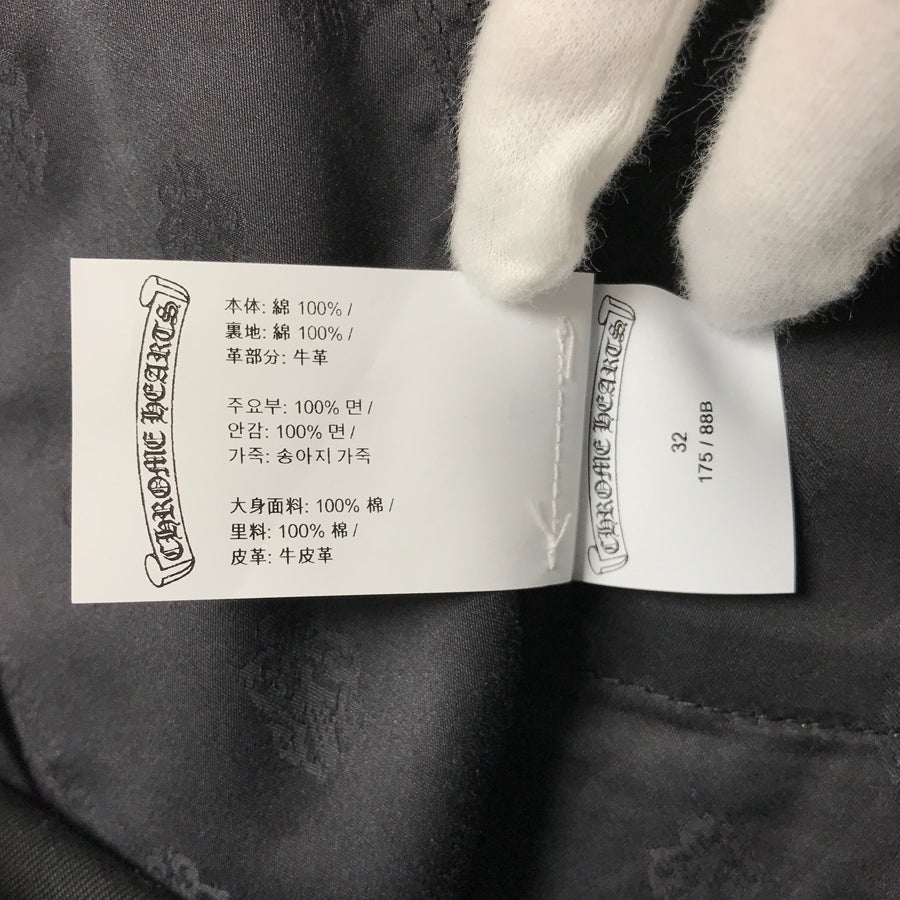 CHROME HEARTS
本体: 綿 100% /
裏地: 綿 100% /
革部分: 牛革
주요부: 100% 면 /
안감: 100% 면 /
가죽: 송아지 가죽
大身面料: 100% 棉 /
里料: 100% 棉 /
皮革: 牛皮革
CHROME HEARTS
32
175 / 88B